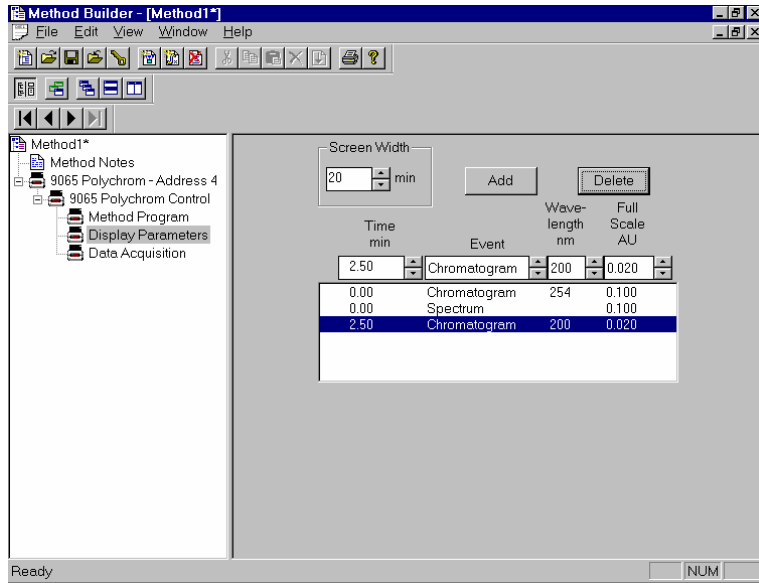 Method Builder - [Method1*]
File Edit View Window Help
Method1*
Method Notes
9065 Polychrom - Address 4
9065 Polychrom Control
Method Program
Display Parameters
Data Acquisition
Screen Width
20 min
Add
Delete
Time min
Event
Wave-length nm
Full Scale AU
2.50 Chromatogram 200 0.020
0.00 Chromatogram 254 0.100
0.00 Spectrum 0.100
2.50 Chromatogram 200 0.020
Ready
NUM